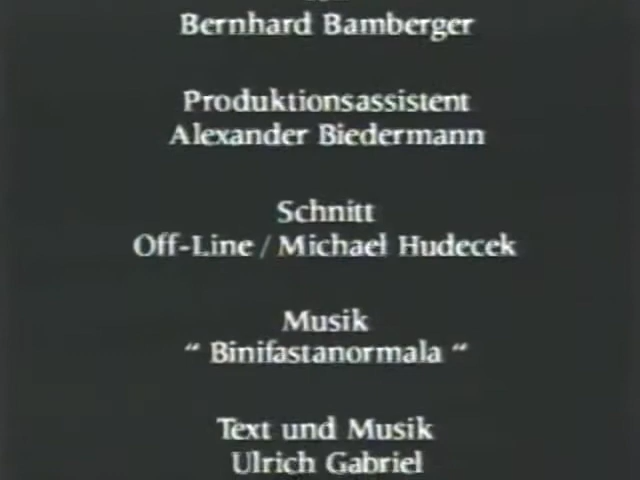 Bernhard Bamberger
Produktionsassistent
Alexander Biedermann
Schnitt
Off-Line / Michael Hudecek
Musik
“ Binifastanormala “
Text und Musik
Ulrich Gabriel